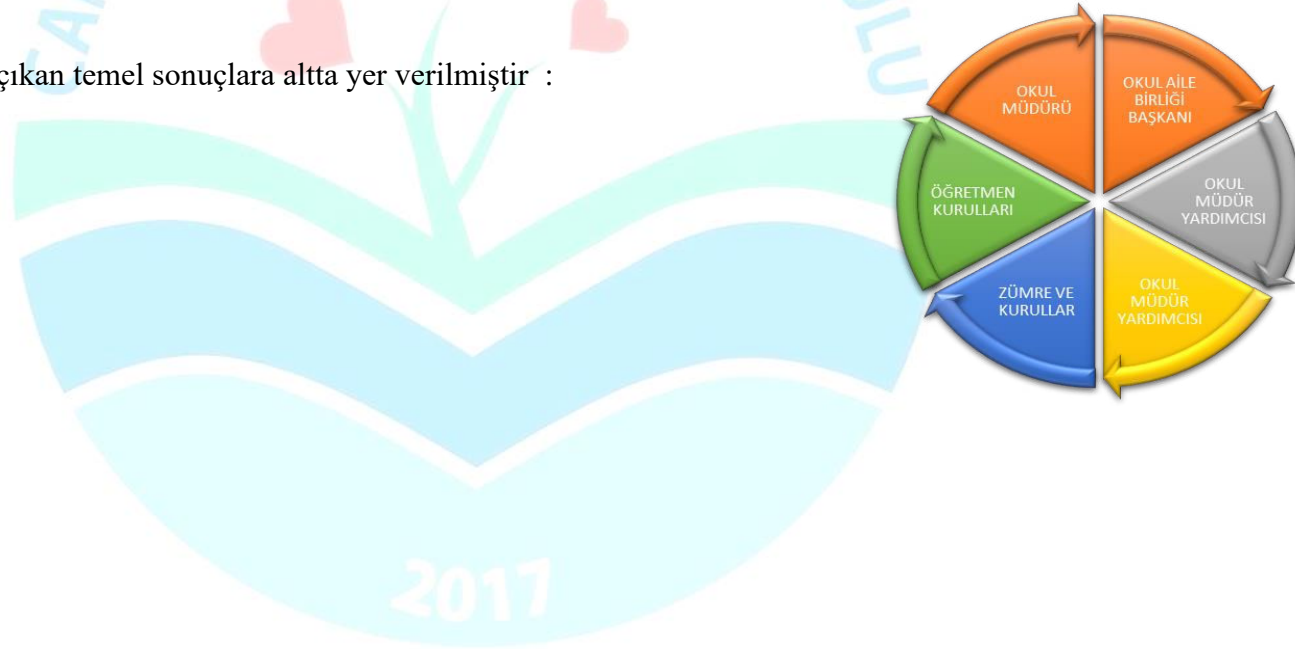 çıkan temel sonuçlara altta yer verilmiştir :
OKUL
MÜDÜRÜ
OKUL AİLE
BİRLİĞİ
BAŞKANI
OKUL
MÜDÜR
YARDIMCISI
OKUL
MÜDÜR
YARDIMCISI
ZÜMRE VE
KURULLAR
ÖĞRETMEN
KURULLARI
2017